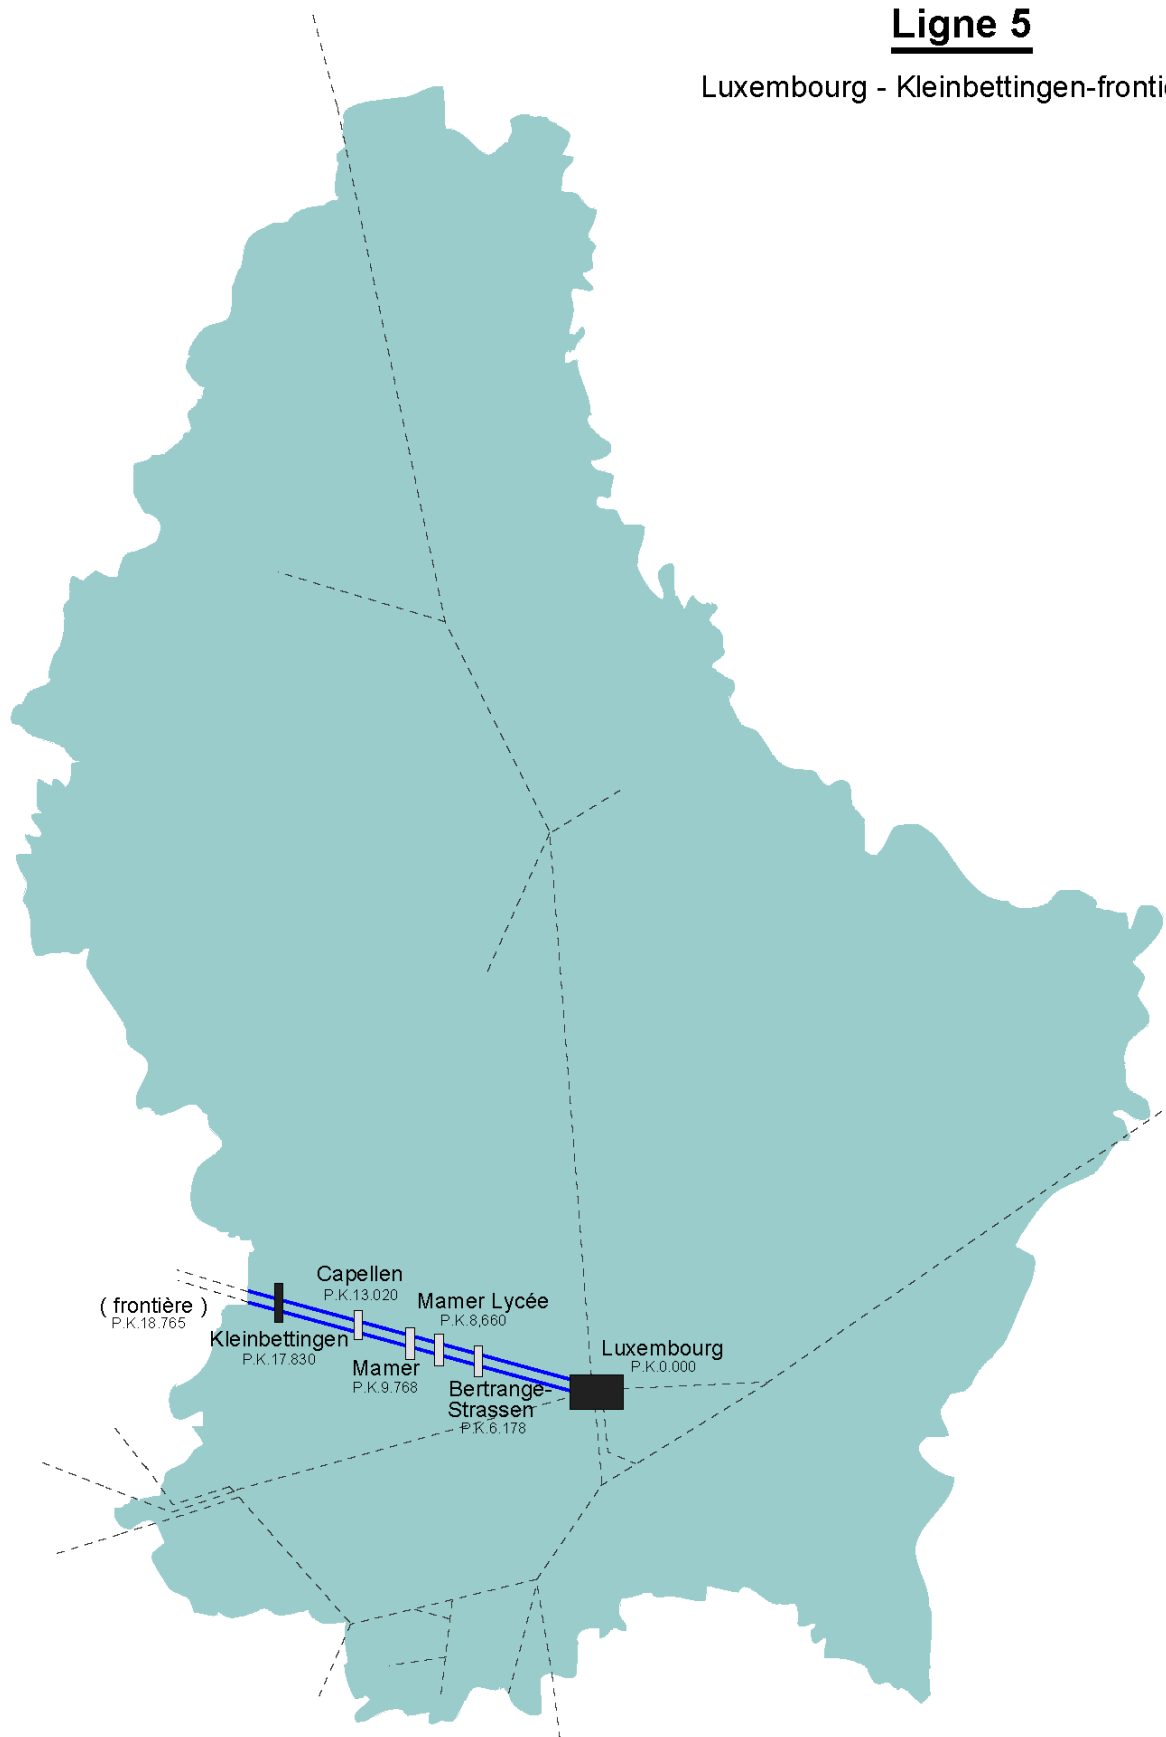 Ligne 5
Luxembourg - Kleinbettingen-fronti
Capellen
P.K.13.020
Mamer Lycée
P.K.8,660
( frontière )
P.K.18.765
Kleinbettingen
P.K.17.830
Mamer
P.K.9.768
Luxembourg
P.K.0.000
Bertrange-
Strassen
P.K.6.178